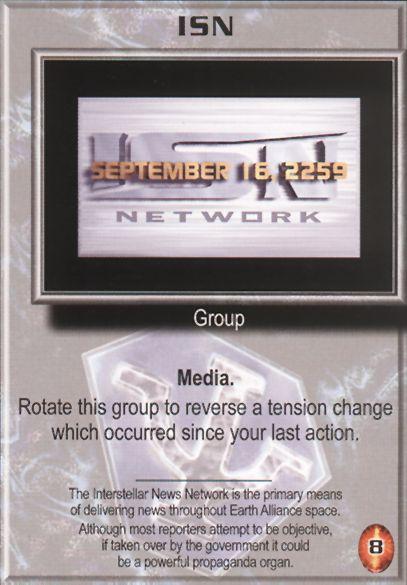 ISN
ISN
SEPTEMBER 16, 2259
NETWORK
Group
Media.
Rotate this group to reverse a tension change
which occurred since your last action.
The Interstellar News Network is the primary means
of delivering news throughout Earth Alliance space.
Although most reporters attempt to be objective,
if taken over by the government it could
be a powerful propaganda organ.
8